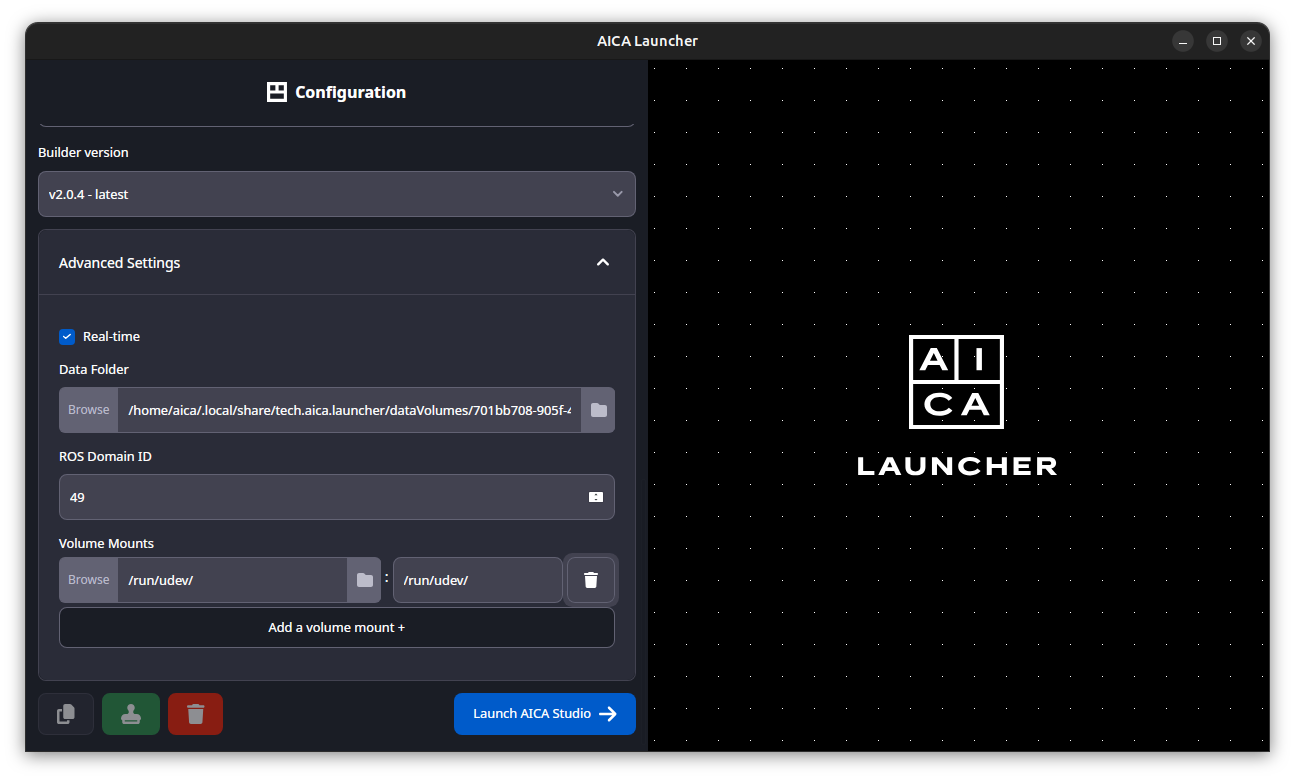 AICA Launcher
Configuration
Builder version
v2.0.4 - latest
Advanced Settings
Real-time
Data Folder
Browse /home/aica/.local/share/tech.aica.launcher/dataVolumes/701bb708-905f-4
ROS Domain ID
49
Volume Mounts
Browse /run/udev/ : /run/udev/
Add a volume mount +
Launch AICA Studio
A I
C A
LAUNCHER